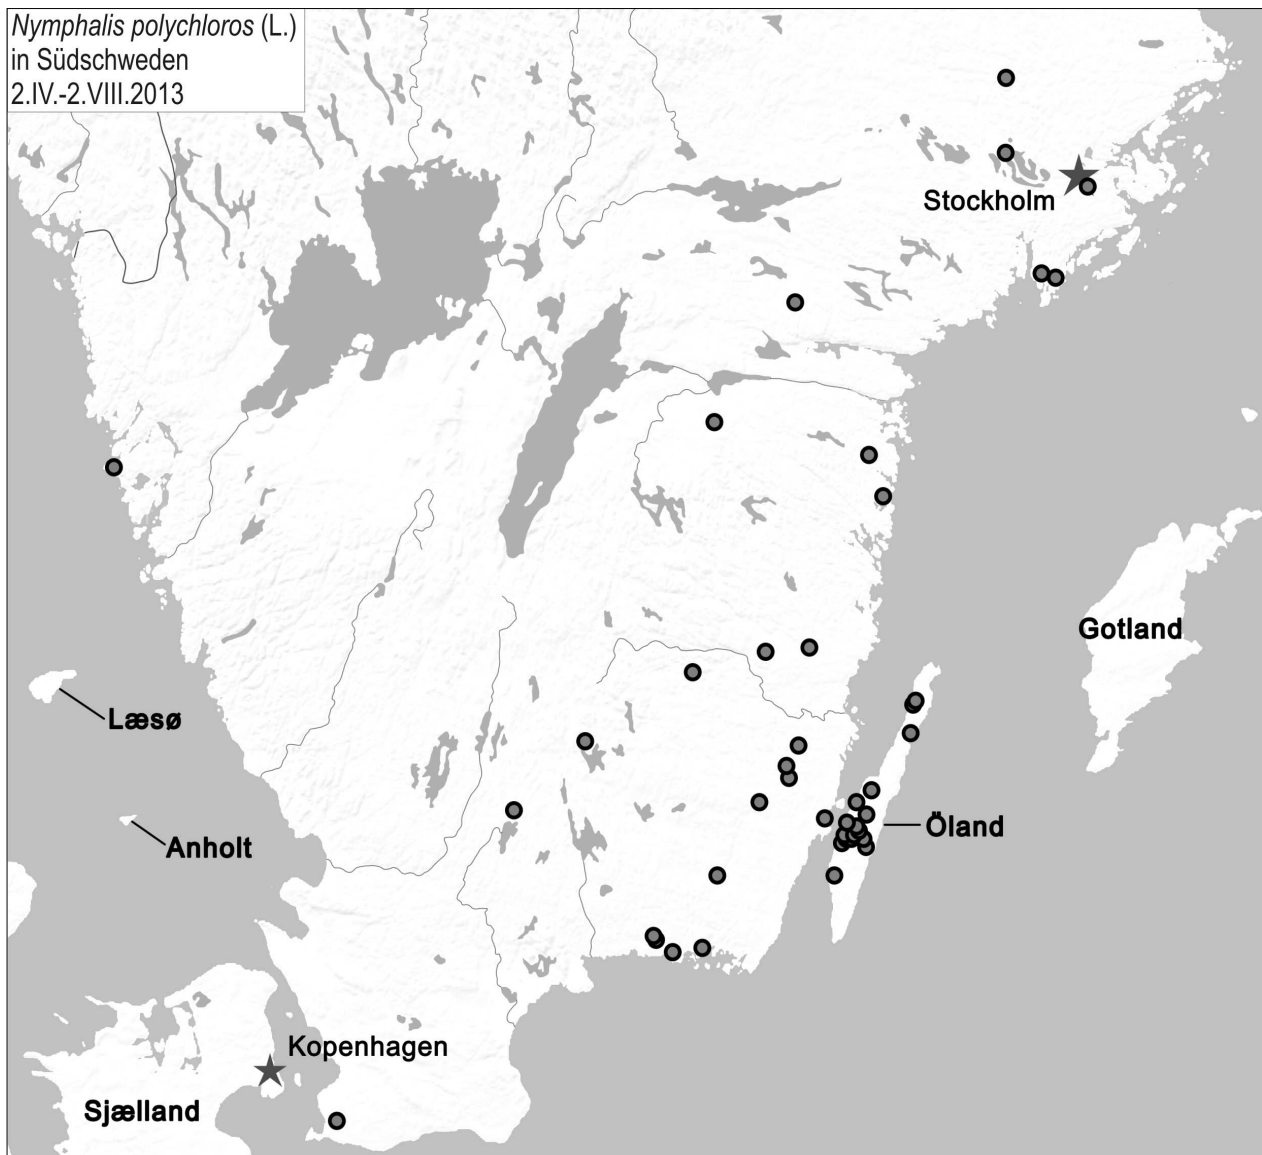 Nymphalis polychloros (L.)
in Südschweden
2.IV.-2.VIII.2013
Stockholm
Gotland
Læsø
Öland
Anholt
Kopenhagen
Sjælland